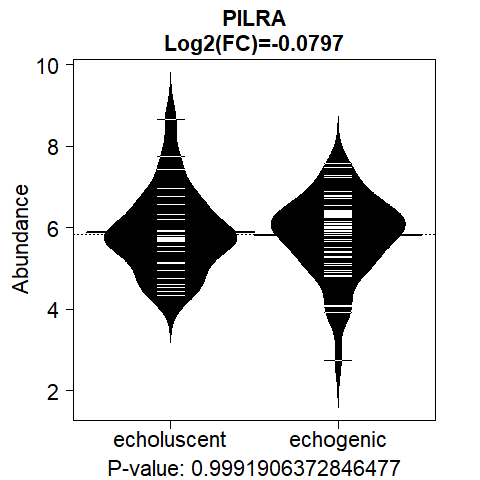 PILRA
Log2(FC)=-0.0797
10
8
6
4
2
Abundance
echoluscent echogenic
P-value: 0.9991906372846477